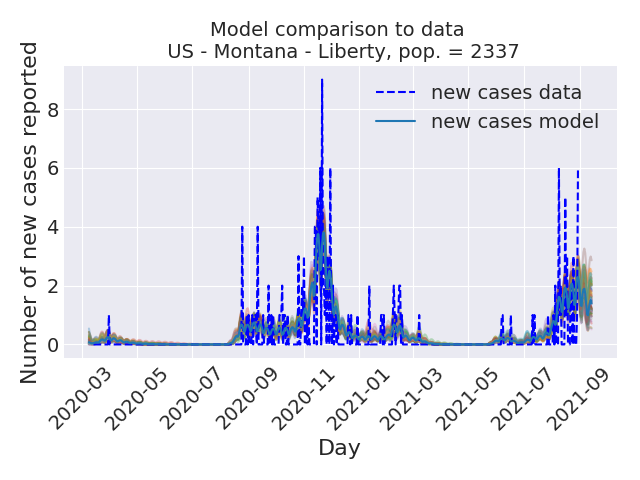 Model comparison to data
US - Montana - Liberty, pop. = 2337
Number of new cases reported
8
6
4
2
0
new cases data
new cases model
2020-03
2020-05
2020-07
2020-09
2020-11
2021-01
2021-03
2021-05
2021-07
2021-09
Day